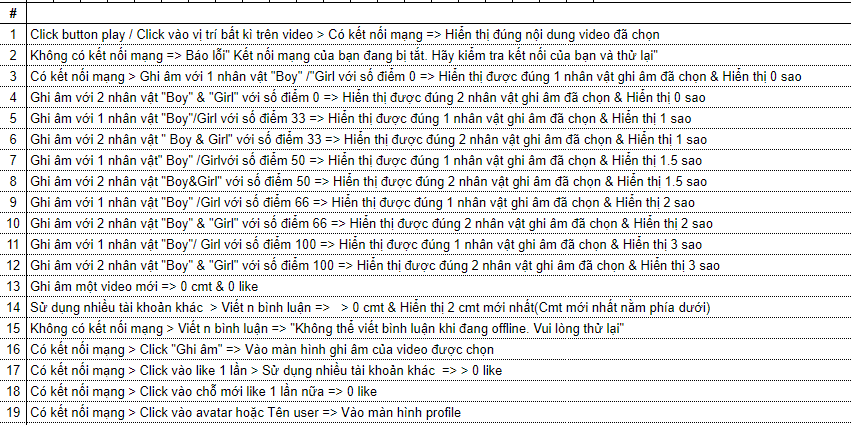 #
1 Click button play / Click vào vị trí bất kì trên video > Có kết nối mạng => Hiển thị đúng nội dung video đã chọn
2 Không có kết nối mạng => Báo lỗi" Kết nối mạng của bạn đang bị tắt. Hãy kiểm tra kết nối của bạn và thử lại"
3 Có kết nối mạng > Ghi âm với 1 nhân vật "Boy" /"Girl với số điểm 0 => Hiển thị được đúng 1 nhân vật ghi âm đã chọn & Hiển thị 0 sao
4 Ghi âm với 2 nhân vật "Boy" & "Girl" với số điểm 0 => Hiển thị được đúng 2 nhân vật ghi âm đã chọn & Hiển thị 0 sao
5 Ghi âm với 1 nhân vật "Boy"/Girl với số điểm 33 => Hiển thị được đúng 1 nhân vật ghi âm đã chọn & Hiển thị 1 sao
6 Ghi âm với 2 nhân vật " Boy & Girl" với số điểm 33 => Hiển thị được đúng 2 nhân vật ghi âm đã chọn & Hiển thị 1 sao
7 Ghi âm với 1 nhân vật" Boy" /Girlvới số điểm 50 => Hiển thị được đúng 1 nhân vật ghi âm đã chọn & Hiển thị 1.5 sao
8 Ghi âm với 2 nhân vật "Boy&Girl" với số điểm 50 => Hiển thị được đúng 2 nhân vật ghi âm đã chọn & Hiển thị 1.5 sao
9 Ghi âm với 1 nhân vật "Boy" /Girl với số điểm 66 => Hiển thị được đúng 1 nhân vật ghi âm đã chọn & Hiển thị 2 sao
10 Ghi âm với 2 nhân vật "Boy" & "Girl" với số điểm 66 => Hiển thị được đúng 2 nhân vật ghi âm đã chọn & Hiển thị 2 sao
11 Ghi âm với 1 nhân vật "Boy"/ Girl với số điểm 100 => Hiển thị được đúng 1 nhân vật ghi âm đã chọn & Hiển thị 3 sao
12 Ghi âm với 2 nhân vật "Boy" & "Girl" với số điểm 100 => Hiển thị được đúng 2 nhân vật ghi âm đã chọn & Hiển thị 3 sao
13 Ghi âm một video mới => 0 cmt & 0 like
14 Sử dụng nhiều tài khoản khác > Viết n bình luận => > 0 cmt & Hiển thị 2 cmt mới nhất(Cmt mới nhất nằm phía dưới)
15 Không có kết nối mạng > Viết n bình luận => "Không thể viết bình luận khi đang offline. Vui lòng thử lại"
16 Có kết nối mạng > Click "Ghi âm" => Vào màn hình ghi âm của video được chọn
17 Có kết nối mạng > Click vào like 1 lần > Sử dụng nhiều tài khoản khác => > 0 like
18 Có kết nối mạng > Click vào chỗ mới like 1 lần nữa => 0 like
19 Có kết nối mạng > Click vào avatar hoặc Tên user => Vào màn hình profile